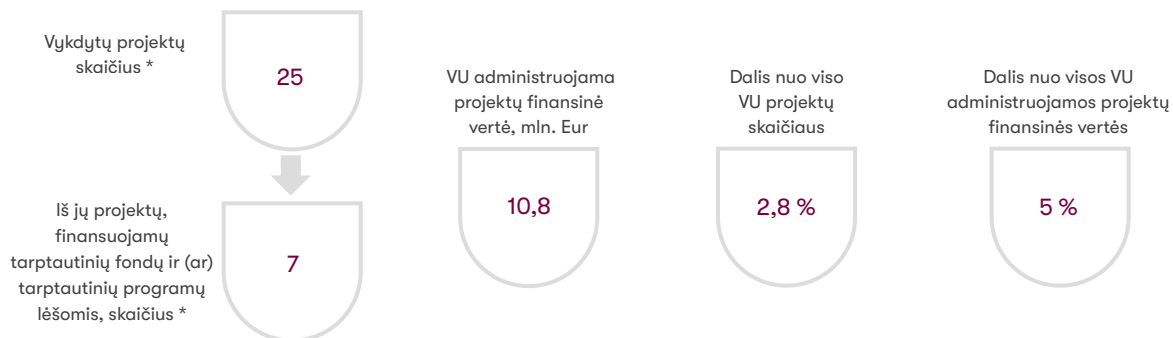 Vykdytų projektų
skaičius *
25
Iš jų projektų,
finansuojamų
tarptautinių fondų ir (ar)
tarptautinių programų
lėšomis, skaičius *
7
VU administruojama
projektų finansinė
vertė, mln. Eur
10,8
Dalis nuo viso
VU projektų
skaičiaus
2,8 %
Dalis nuo visos VU
administruojamos projektų
finansinės vertės
5 %